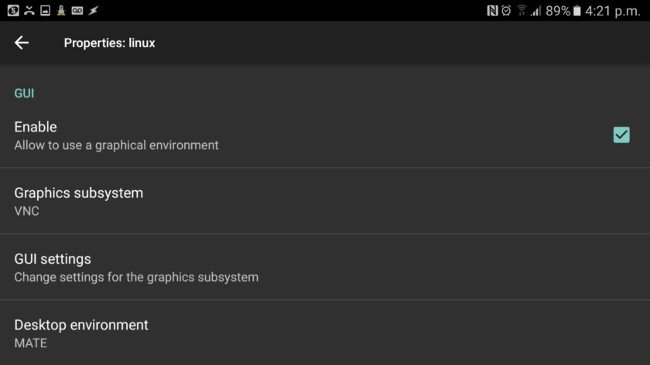 89% 4:21 p.m.
Properties: linux
GUI
Enable
Allow to use a graphical environment
Graphics subsystem
VNC
GUI settings
Change settings for the graphics subsystem
Desktop environment
MATE